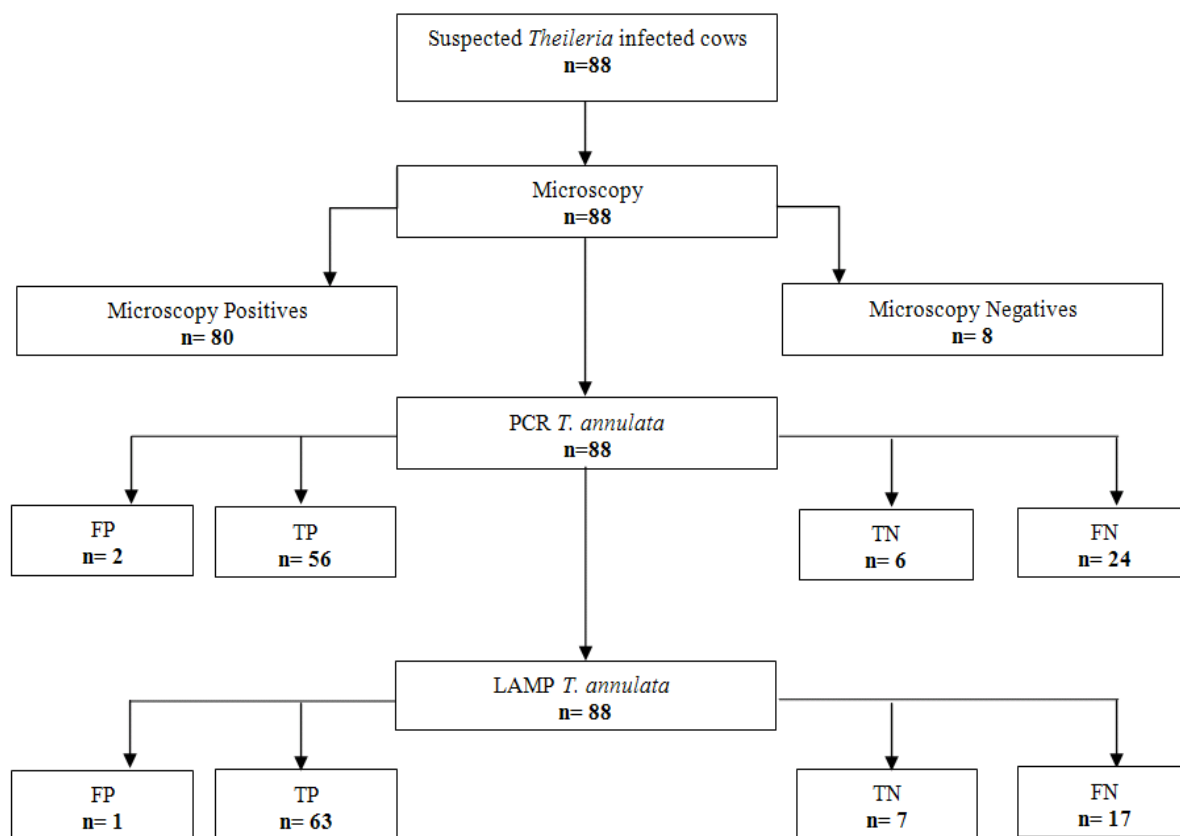 Suspected Theileria infected cows
n=88
Microscopy
n=88
Microscopy Positives
n= 80
Microscopy Negatives
n= 8
PCR T. annulata
n=88
FP
n= 2
TP
n= 56
TN
n= 6
FN
n= 24
LAMP T. annulata
n= 88
FP
n= 1
TP
n= 63
TN
n= 7
FN
n= 17